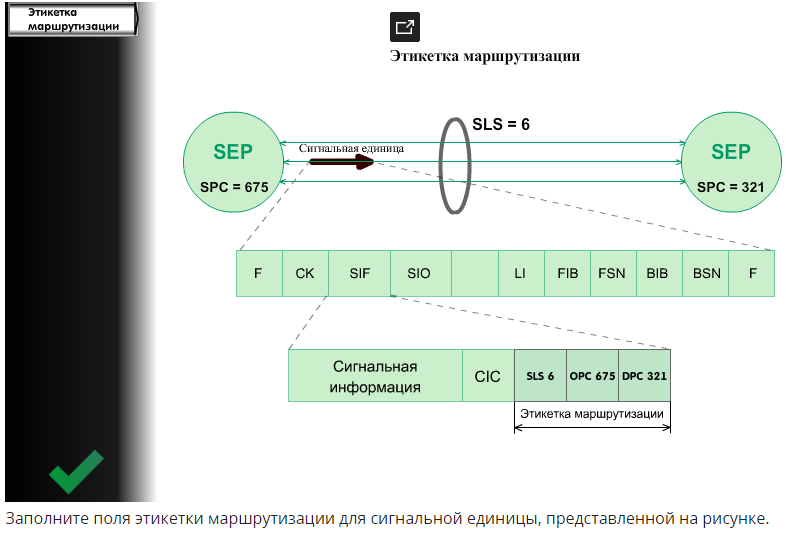 Этикетка
маршрутизации
Этикетка маршрутизации
SLS = 6
Сигнальная единица
SEP
SPC = 675
SEP
SPC = 321
F CK SIF SIO LI FIB FSN BIB BSN F
Сигнальная
информация
CIC
SLS 6 OPC 675 DPC 321
Этикетка маршрутизации
Заполните поля этикетки маршрутизации для сигнальной единицы, представленной на рисунке.